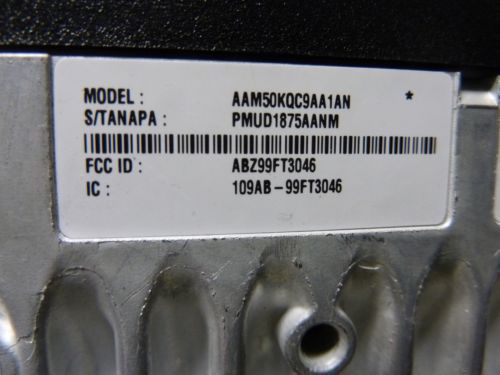 MODEL : AAM50KQC9AA1AN *
S/TANAPA : PMUD1875AANM
FCC ID : ABZ99FT3046
IC : 109AB-99FT3046